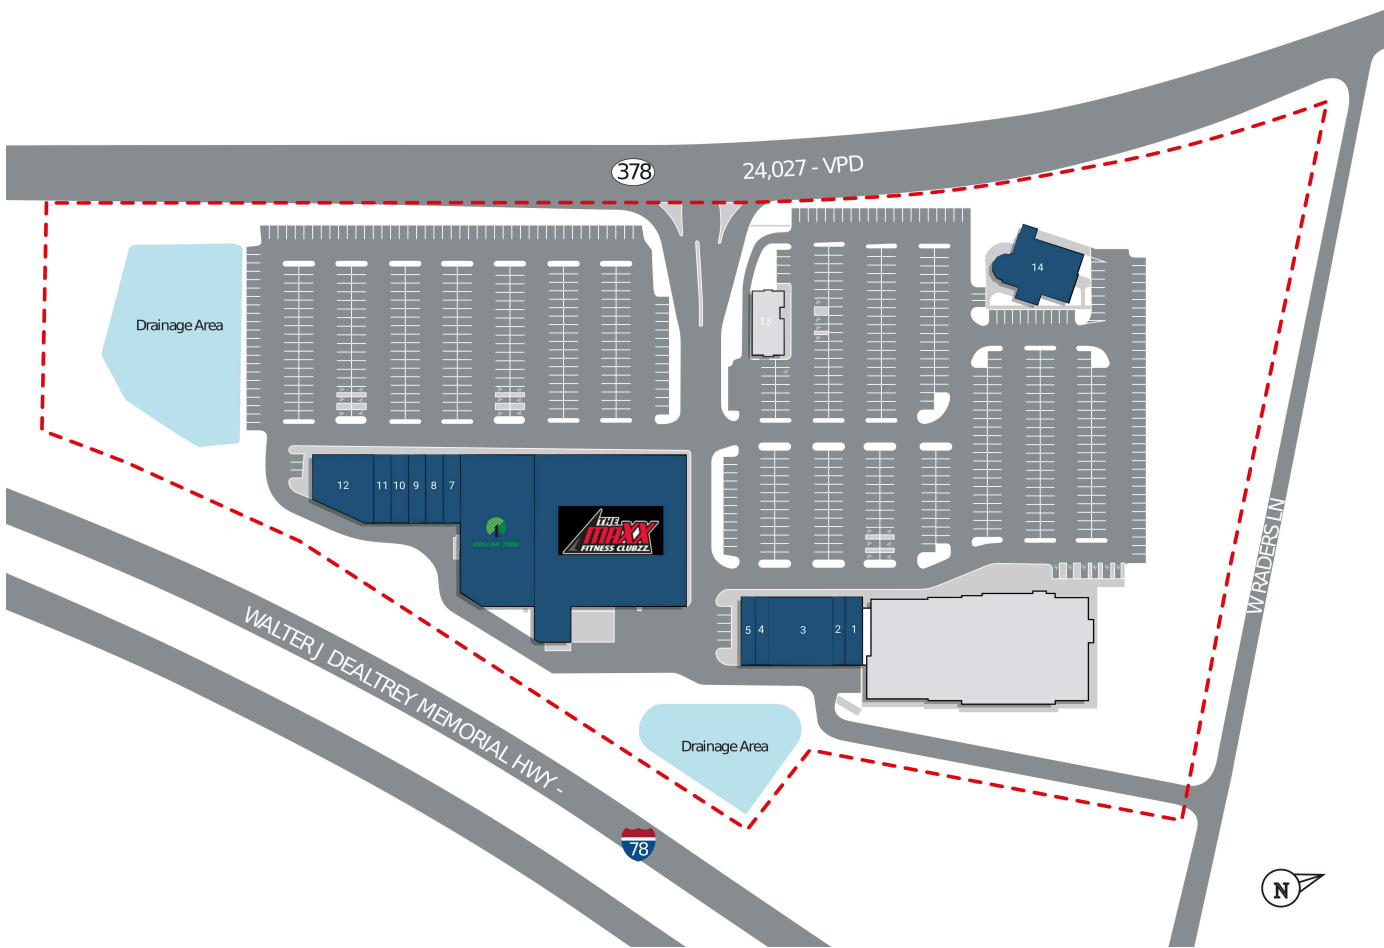 378
24,027 - VPD
14
Drainage Area
13
12
11
10
9
8
7
DOLLAR TREE
THE
MAXX
FITNESS CLUBZZ.
W RADERS LN
5
4
3
2
1
WALTER J DEALTREY MEMORIAL HWY -
Drainage Area
78
N